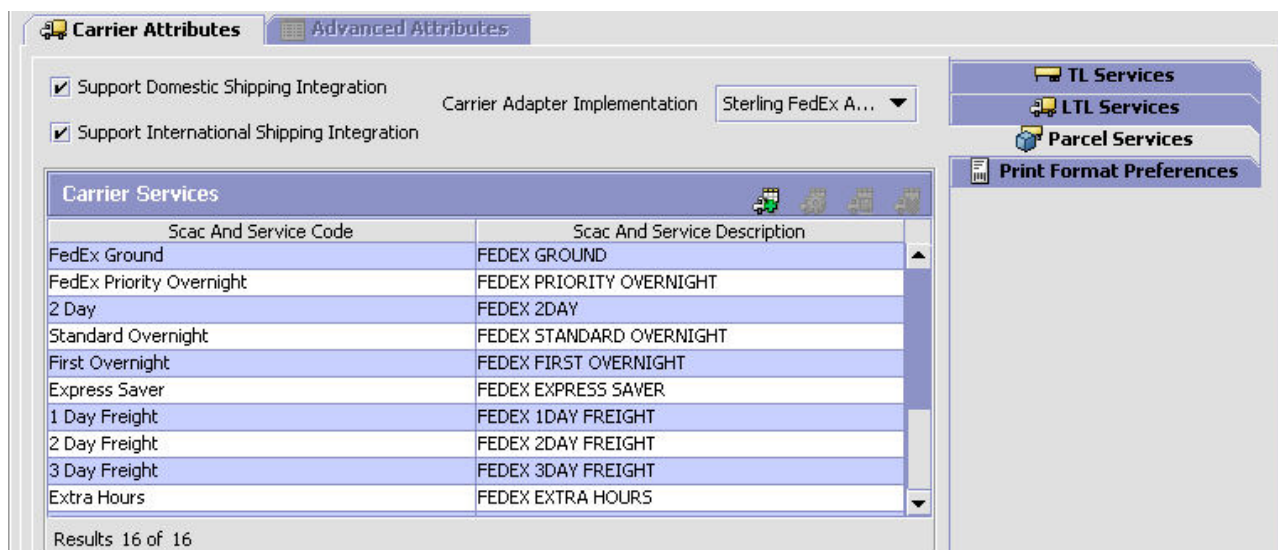 Carrier Attributes
Advanced Attributes
Support Domestic Shipping Integration
Carrier Adapter Implementation Sterling FedEx A...
Support International Shipping Integration
TL Services
LTL Services
Parcel Services
Print Format Preferences
Carrier Services
Scac And Service Code Scac And Service Description
FedEx Ground FEDEX GROUND
FedEx Priority Overnight FEDEX PRIORITY OVERNIGHT
2 Day FEDEX 2DAY
Standard Overnight FEDEX STANDARD OVERNIGHT
First Overnight FEDEX FIRST OVERNIGHT
Express Saver FEDEX EXPRESS SAVER
1 Day Freight FEDEX 1DAY FREIGHT
2 Day Freight FEDEX 2DAY FREIGHT
3 Day Freight FEDEX 3DAY FREIGHT
Extra Hours FEDEX EXTRA HOURS
Results 16 of 16